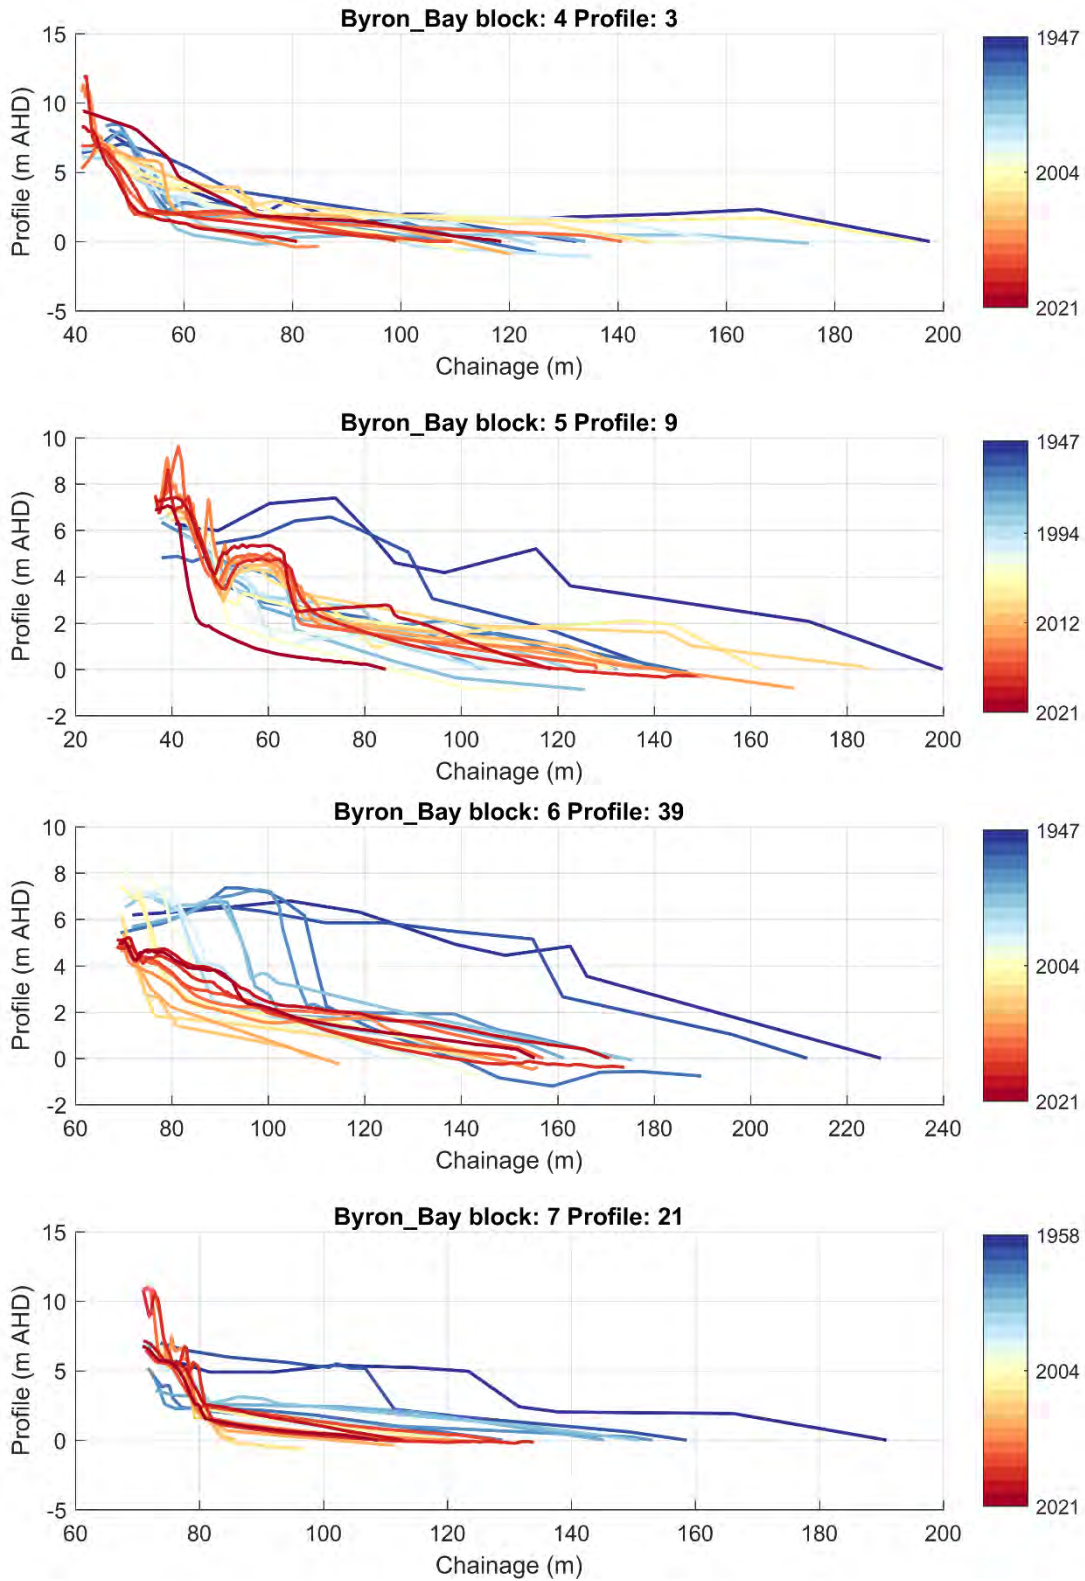 Byron_Bay block: 4 Profile: 3
15
10
5
0
-5
Profile (m AHD)
40 60 80 100 120 140 160 180 200
Chainage (m)
1947
2004
2021
Byron_Bay block: 5 Profile: 9
10
8
6
4
2
0
-2
Profile (m AHD)
20 40 60 80 100 120 140 160 180 200
Chainage (m)
1947
1994
2012
2021
Byron_Bay block: 6 Profile: 39
10
8
6
4
2
0
-2
Profile (m AHD)
60 80 100 120 140 160 180 200 220 240
Chainage (m)
1947
2004
2021
Byron_Bay block: 7 Profile: 21
15
10
5
0
-5
Profile (m AHD)
60 80 100 120 140 160 180 200
Chainage (m)
1958
2004
2021